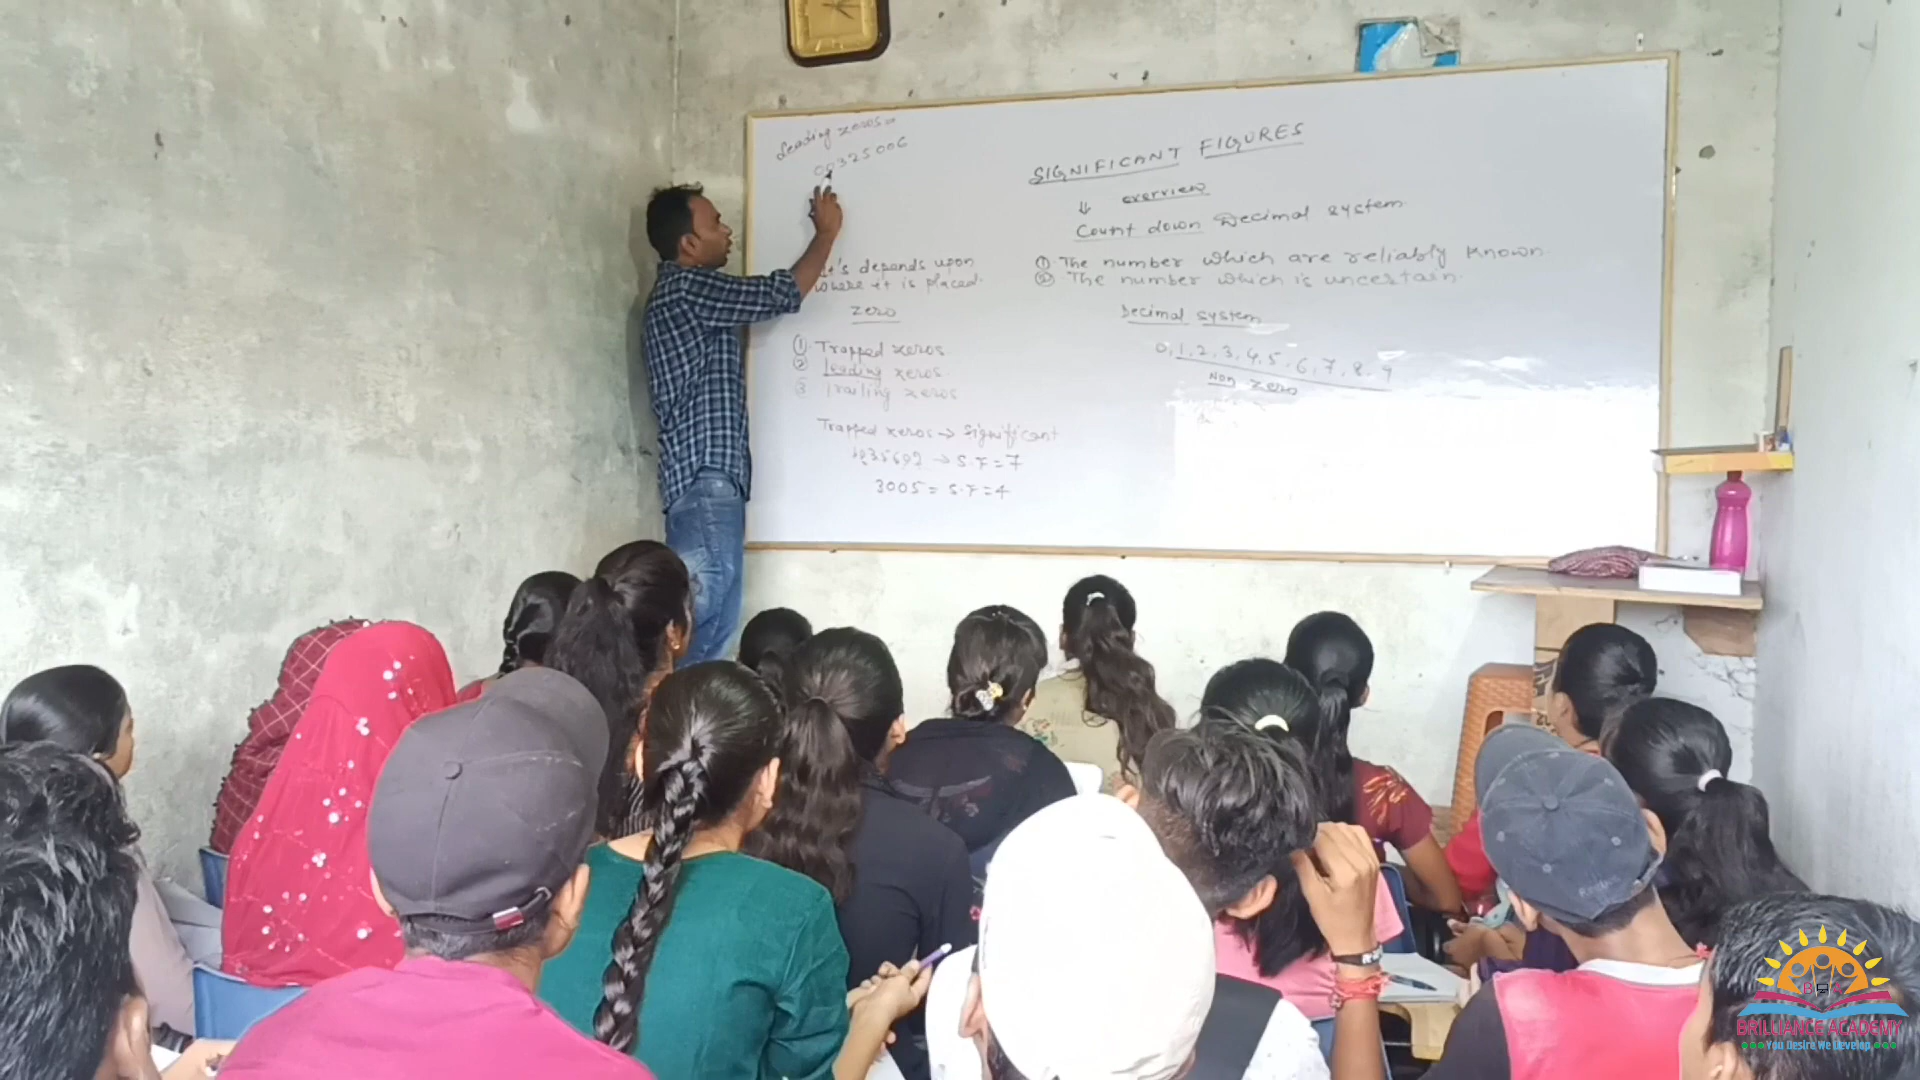 Leading zeros
00325006
It's depends upon
where it is placed.
zero
① Trapped zeros
② Leading zeros
③ Trailing zeros
Trapped zeros → Significant
→ S.F = 7
3005 = S.F = 4
SIGNIFICANT FIGURES
overview
⇓
Count down Decimal system.
① The number which are reliably known.
② The number which is uncertain.
Decimal system
0, 1, 2, 3, 4, 5, 6, 7, 8, 9
Non zero
BRILLIANCE ACADEMY
You Desire We Develop